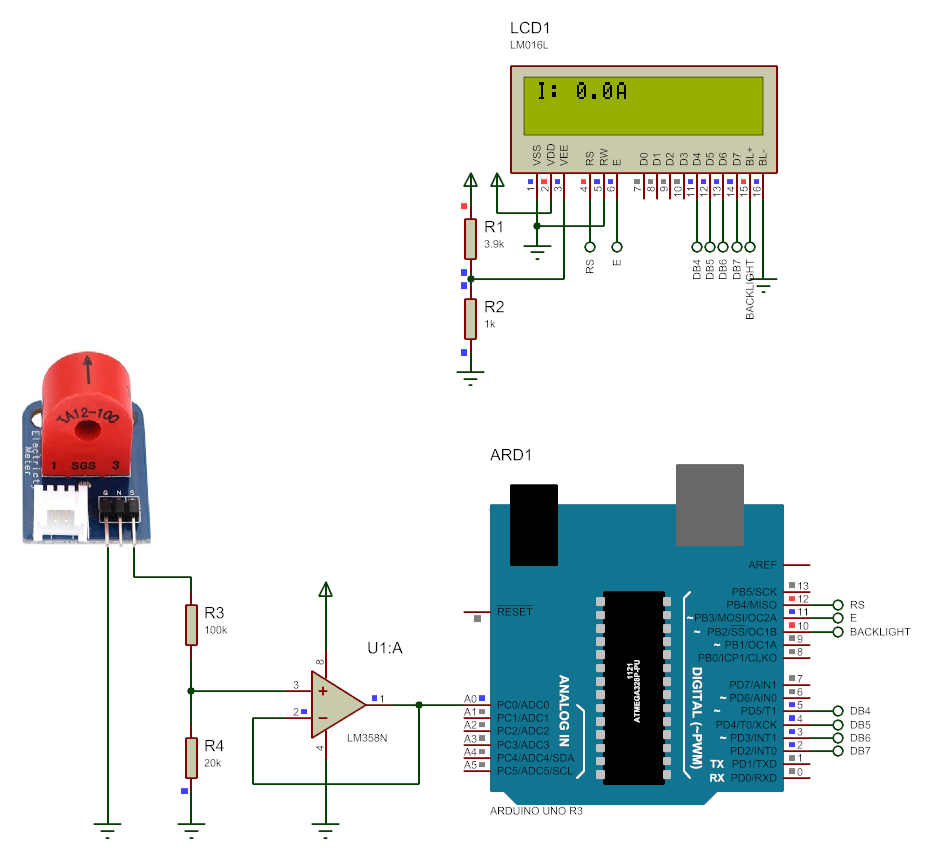 LCD1
LM016L
I: 0.0A
VSS VDD VEE RS RW E D0 D1 D2 D3 D4 D5 D6 D7 BL+ BL-
1 2 3 4 5 6 7 8 9 10 11 12 13 14 15 16
R1
3.9k
RS E DB4 DB5 DB6 DB7 BACKLIGHT
R2
1k
TA12-100
1 SGS 3
Electricity
Meter
G N S
R3
100k
R4
20k
U1:A
8
3
2
1
4
LM358N
ARD1
AREF
RESET
PB5/SCK 13
PB4/MISO 12 RS
~PB3/MOSI/OC2A 11 E
~ PB2/SS/OC1B 10 BACKLIGHT
~ PB1/OC1A 9
PB0/ICP1/CLKO 8
1121
ATMEGA328P-PU
ANALOG IN
DIGITAL (~PWM)
PD7/AIN1 7
~ PD6/AIN0 6
~ PD5/T1 5 DB4
PD4/T0/XCK 4 DB5
~ PD3/INT1 3 DB6
PD2/INT0 2 DB7
TX PD1/TXD 1
RX PD0/RXD 0
A0 PC0/ADC0
A1 PC1/ADC1
A2 PC2/ADC2
A3 PC3/ADC3
A4 PC4/ADC4/SDA
A5 PC5/ADC5/SCL
ARDUINO UNO R3